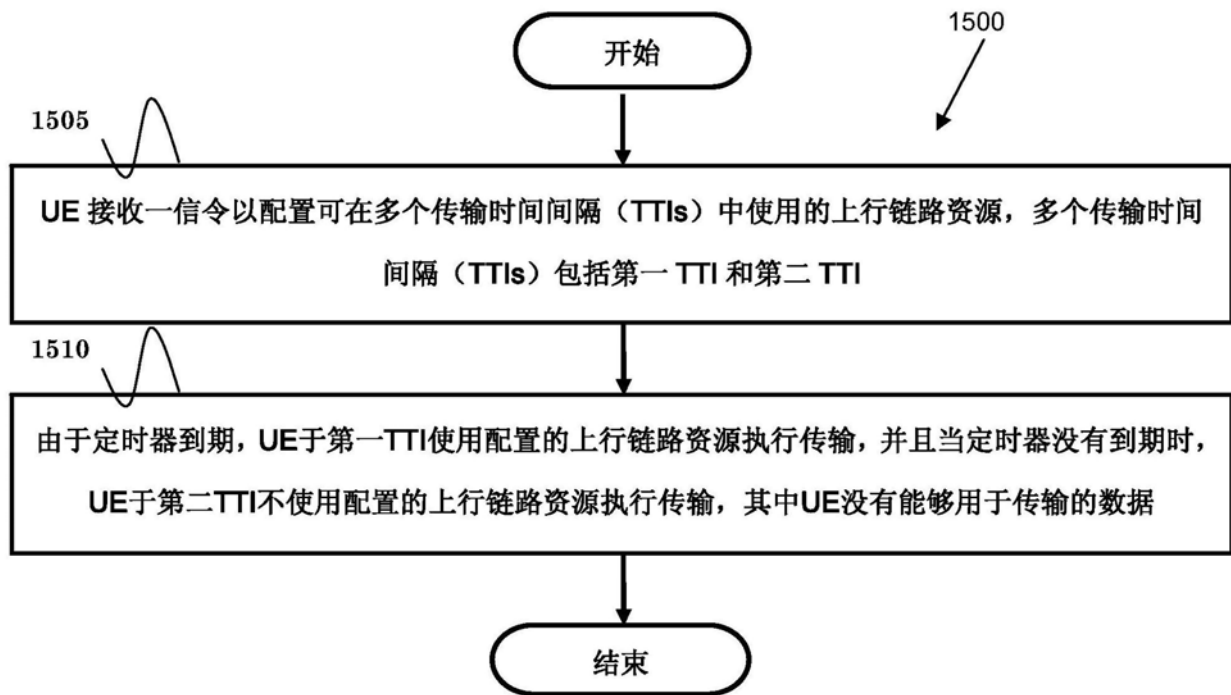 1500
开始
1505
UE 接收一信令以配置可在多个传输时间间隔（TTIs）中使用的上行链路资源，多个传输时间
间隔（TTIs）包括第一 TTI 和第二 TTI
1510
由于定时器到期，UE于第一TTI使用配置的上行链路资源执行传输，并且当定时器没有到期时，
UE于第二TTI不使用配置的上行链路资源执行传输，其中UE没有能够用于传输的数据
结束